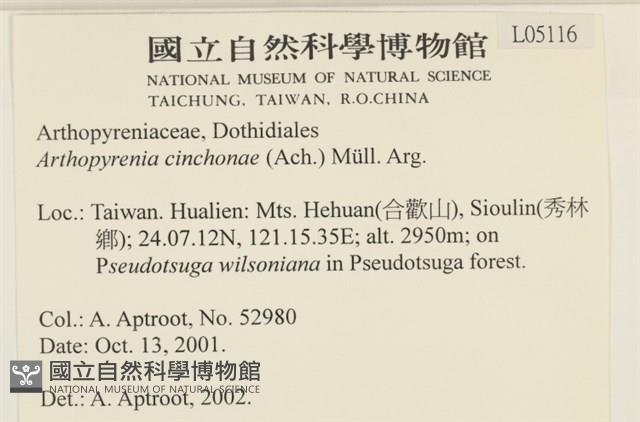 L05116
國立自然科學博物館
NATIONAL MUSEUM OF NATURAL SCIENCE
TAICHUNG, TAIWAN, R.O.CHINA
Arthopyreniaceae, Dothidiales
Arthopyrenia cinchonae (Ach.) Müll. Arg.
Loc.: Taiwan. Hualien: Mts. Hehuan(合歡山), Sioulin(秀林
鄉); 24.07.12N, 121.15.35E; alt. 2950m; on
Pseudotsuga wilsoniana in Pseudotsuga forest.
Col.: A. Aptroot, No. 52980
Date: Oct. 13, 2001.
國立自然科學博物館
NATIONAL MUSEUM OF NATURAL SCIENCE
Det.: A. Aptroot, 2002.